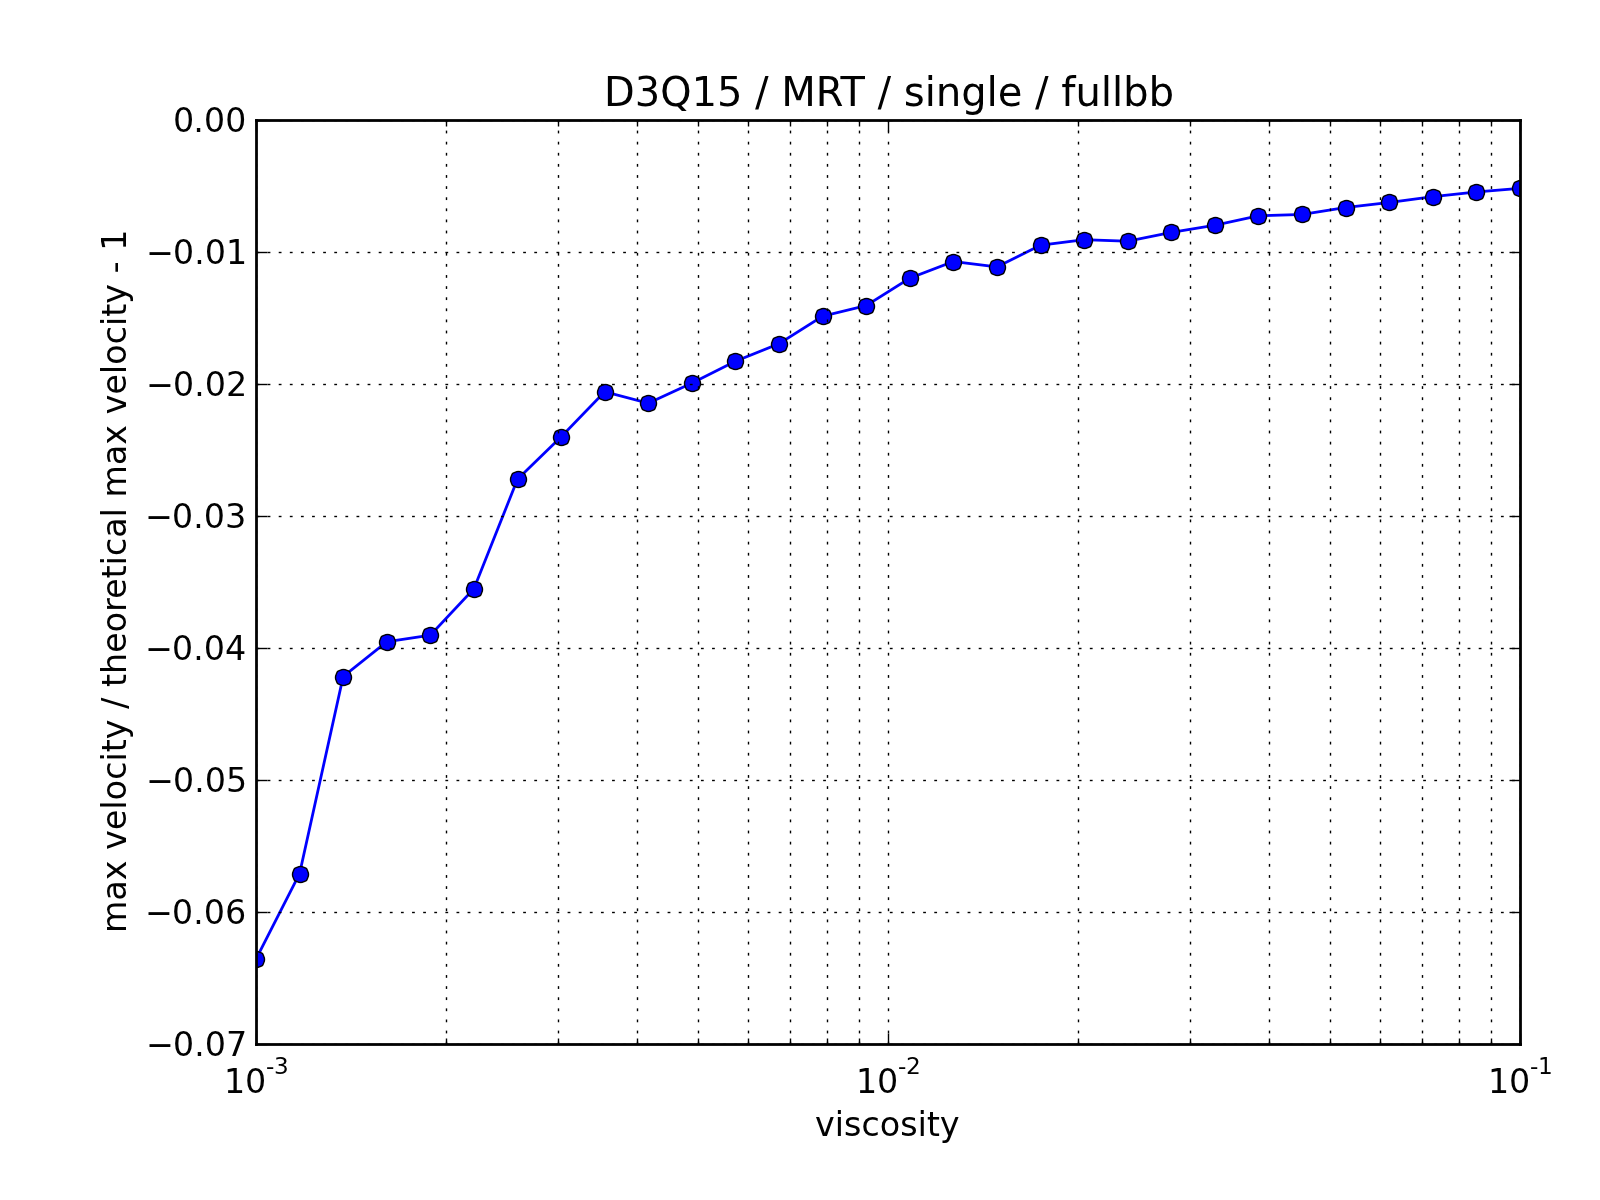 D3Q15 / MRT / single / fullbb
max velocity / theoretical max velocity - 1
0.00
−0.01
−0.02
−0.03
−0.04
−0.05
−0.06
−0.07
10^-3 10^-2 10^-1
viscosity